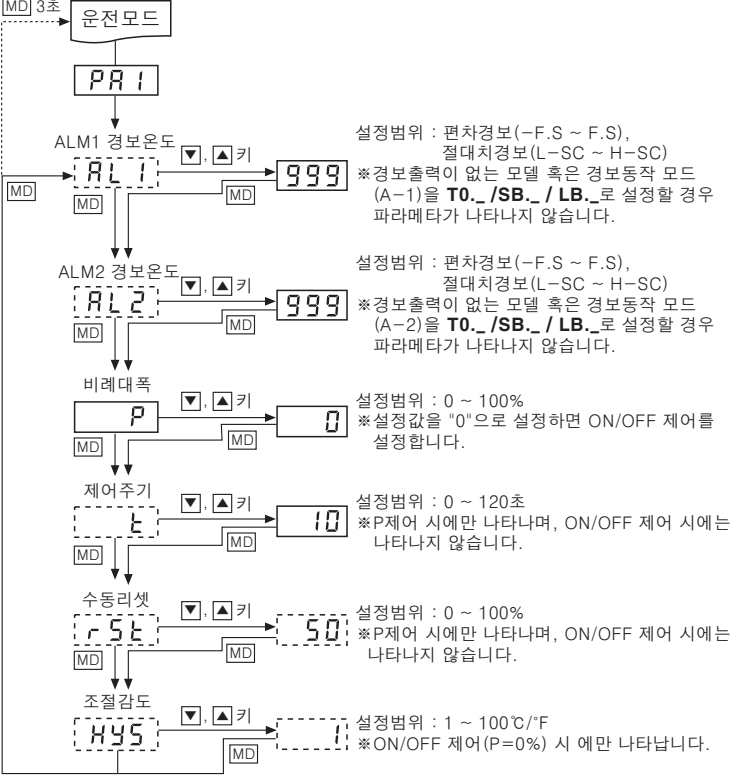 MD 3초
운전모드
PA1
ALM1 경보온도
▼, ▲ 키
AL1
999
MD
MD
MD
설정범위 : 편차경보(-F.S ~ F.S),
절대치경보(L-SC ~ H-SC)
※경보출력이 없는 모델 혹은 경보동작 모드
(A-1)을 T0._ /SB._ / LB._로 설정할 경우
파라메타가 나타나지 않습니다.
ALM2 경보온도
▼, ▲ 키
AL2
999
MD
MD
설정범위 : 편차경보(-F.S ~ F.S),
절대치경보(L-SC ~ H-SC)
※경보출력이 없는 모델 혹은 경보동작 모드
(A-2)을 T0._ /SB._ / LB._로 설정할 경우
파라메타가 나타나지 않습니다.
비례대폭
▼, ▲ 키
P
0
MD
MD
설정범위 : 0 ~ 100%
※설정값을 "0"으로 설정하면 ON/OFF 제어를
설정합니다.
제어주기
▼, ▲ 키
t
10
MD
MD
설정범위 : 0 ~ 120초
※P제어 시에만 나타나며, ON/OFF 제어 시에는
나타나지 않습니다.
수동리셋
▼, ▲ 키
rSt
50
MD
MD
설정범위 : 0 ~ 100%
※P제어 시에만 나타나며, ON/OFF 제어 시에는
나타나지 않습니다.
조절감도
▼, ▲ 키
HYS
1
MD
설정범위 : 1 ~ 100℃/℉
※ON/OFF 제어(P=0%) 시 에만 나타납니다.